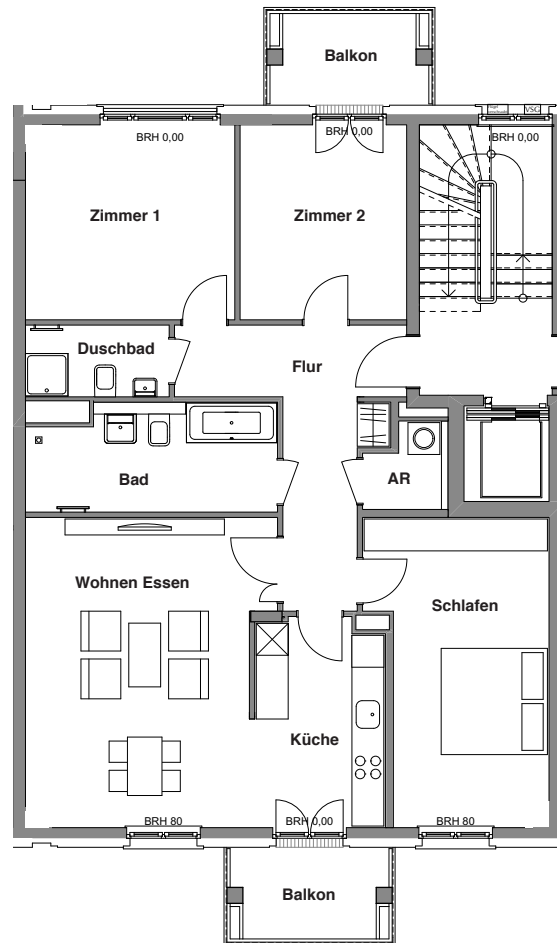 Balkon
VSG
BRH 0,00
BRH 0,00
BRH 0,00
Zimmer 1
Zimmer 2
Duschbad
Flur
Bad
AR
Wohnen Essen
Schlafen
Küche
BRH 80
BRH 0,00
BRH 80
Balkon